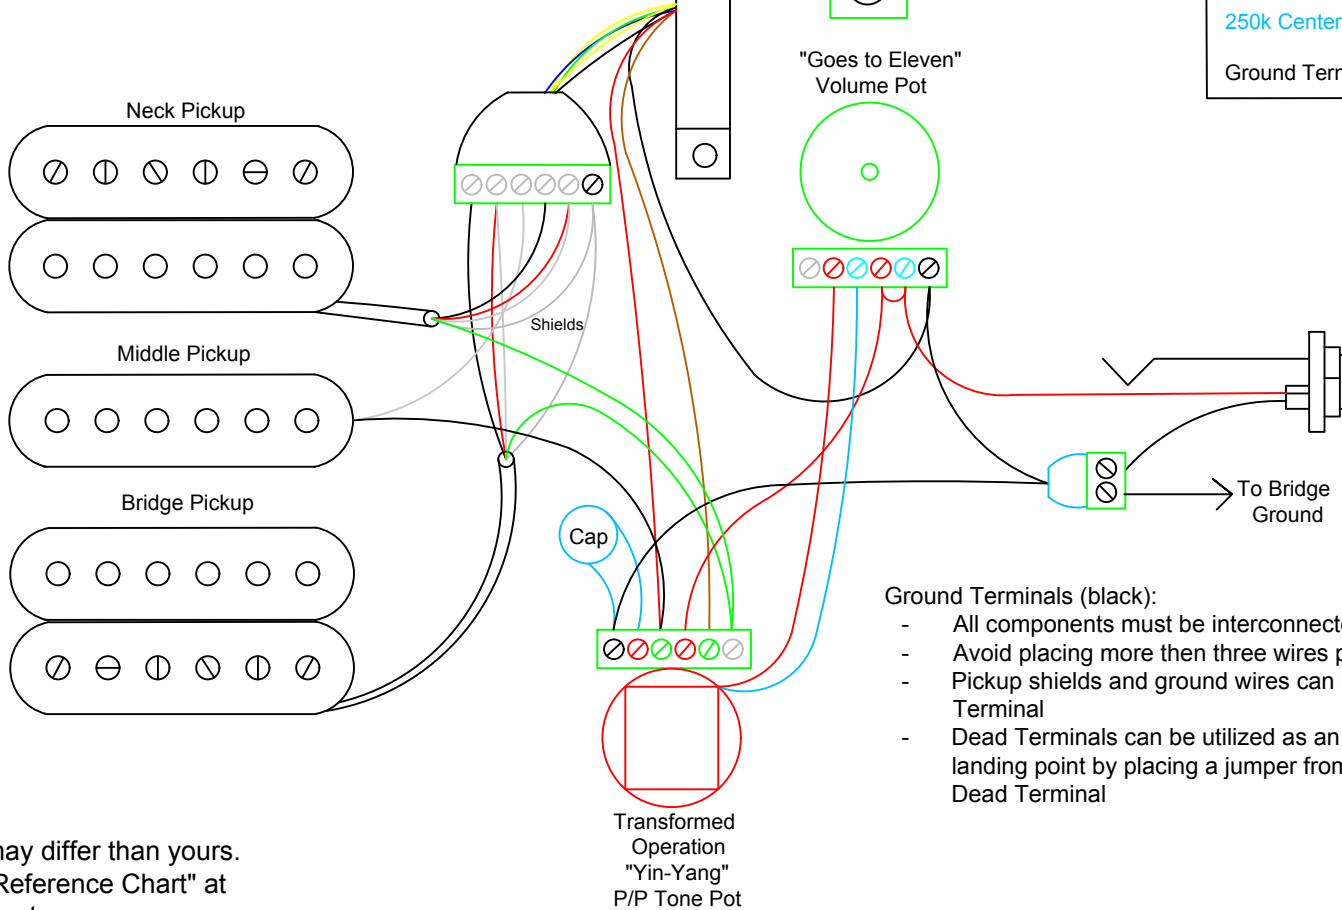 250k Center
Ground Term
"Goes to Eleven"
Volume Pot
Neck Pickup
Shields
Middle Pickup
Bridge Pickup
Cap
To Bridge
Ground
Ground Terminals (black):
- All components must be interconnect
- Avoid placing more then three wires p
- Pickup shields and ground wires can
Terminal
- Dead Terminals can be utilized as an
landing point by placing a jumper from
Dead Terminal
Transformed
Operation
"Yin-Yang"
P/P Tone Pot
may differ than yours.
Reference Chart" at